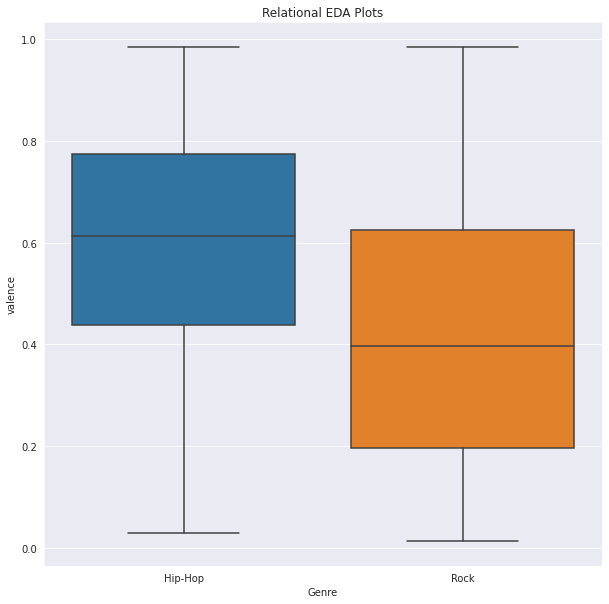 Relational EDA Plots
1.0
0.8
0.6
0.4
0.2
0.0
valence
Hip-Hop
Rock
Genre